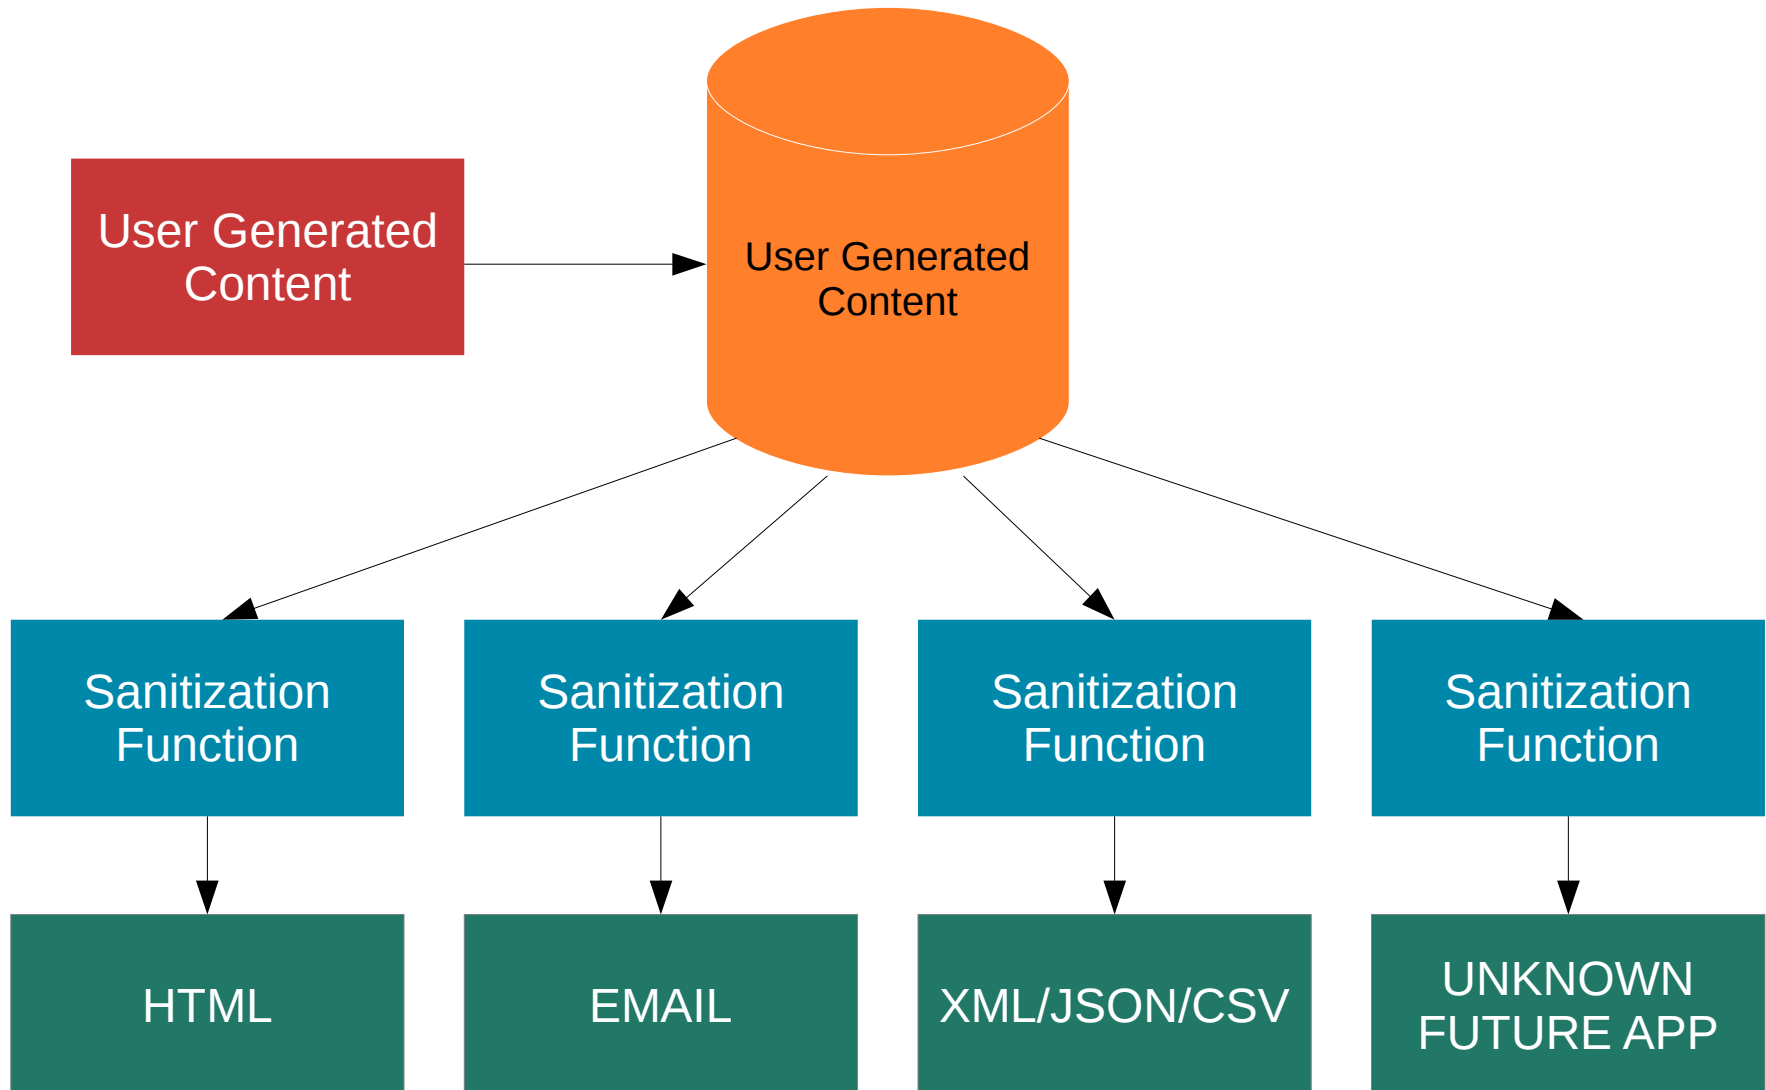 User Generated
Content
User Generated
Content
Sanitization
Function
Sanitization
Function
Sanitization
Function
Sanitization
Function
HTML
EMAIL
XML/JSON/CSV
UNKNOWN
FUTURE APP